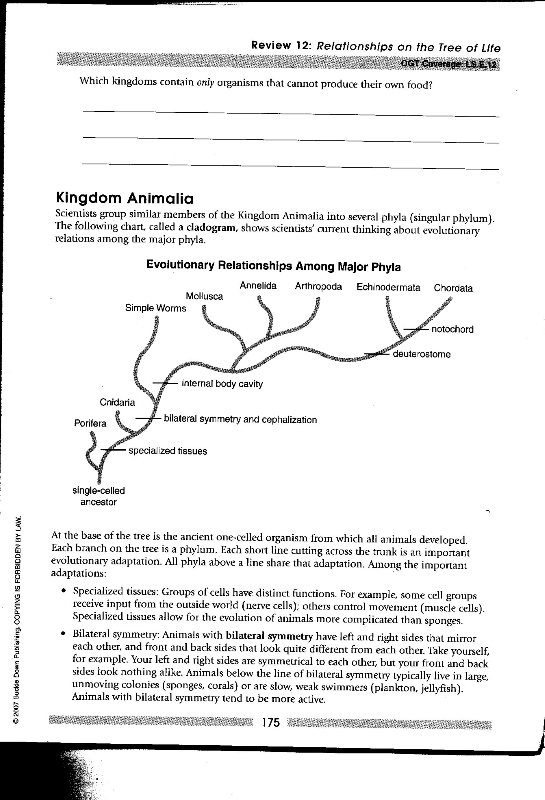 Review 12: Relationships on the Tree of Life
OGT Coverage: LS.E.12
Which kingdoms contain only organisms that cannot produce their own food?
Kingdom Animalia
Scientists group similar members of the Kingdom Animalia into several phyla (singular phylum).
The following chart, called a cladogram, shows scientists' current thinking about evolutionary
relations among the major phyla.
Evolutionary Relationships Among Major Phyla
Annelida Arthropoda Echinodermata Chordata
Mollusca
Simple Worms
notochord
deuterostome
internal body cavity
Cnidaria
bilateral symmetry and cephalization
Porifera
specialized tissues
single-celled
ancestor
At the base of the tree is the ancient one-celled organism from which all animals developed.
Each branch on the tree is a phylum. Each short line cutting across the trunk is an important
evolutionary adaptation. All phyla above a line share that adaptation. Among the important
adaptations:
• Specialized tissues: Groups of cells have distinct functions. For example, some cell groups
receive input from the outside world (nerve cells); others control movement (muscle cells).
Specialized tissues allow for the evolution of animals more complicated than sponges.
• Bilateral symmetry: Animals with bilateral symmetry have left and right sides that mirror
each other, and front and back sides that look quite different from each other. Take yourself,
for example. Your left and right sides are symmetrical to each other, but your front and back
sides look nothing alike. Animals below the line of bilateral symmetry typically live in large,
unmoving colonies (sponges, corals) or are slow, weak swimmers (plankton, jellyfish).
Animals with bilateral symmetry tend to be more active.
175
© 2007 Buckle Down Publishing. COPYING IS FORBIDDEN BY LAW.